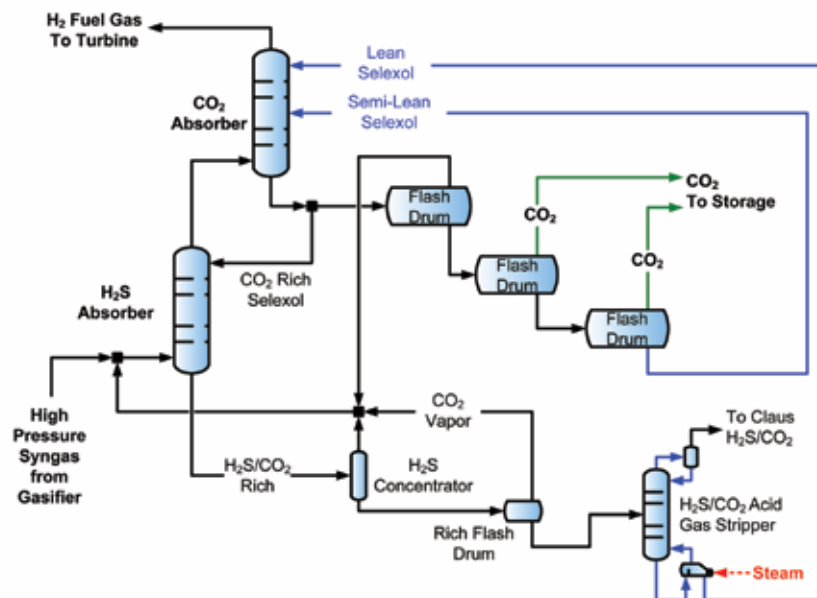 H₂ Fuel Gas
To Turbine
Lean
Selexol
CO₂
Absorber
Semi-Lean
Selexol
Flash
Drum
CO₂
CO₂
To Storage
Flash
Drum
CO₂
CO₂ Rich
Selexol
H₂S
Absorber
Flash
Drum
High
Pressure
Syngas
from
Gasifier
CO₂
Vapor
To Claus
H₂S/CO₂
H₂S/CO₂
Rich
H₂S
Concentrator
Rich Flash
Drum
H₂S/CO₂ Acid
Gas Stripper
Steam